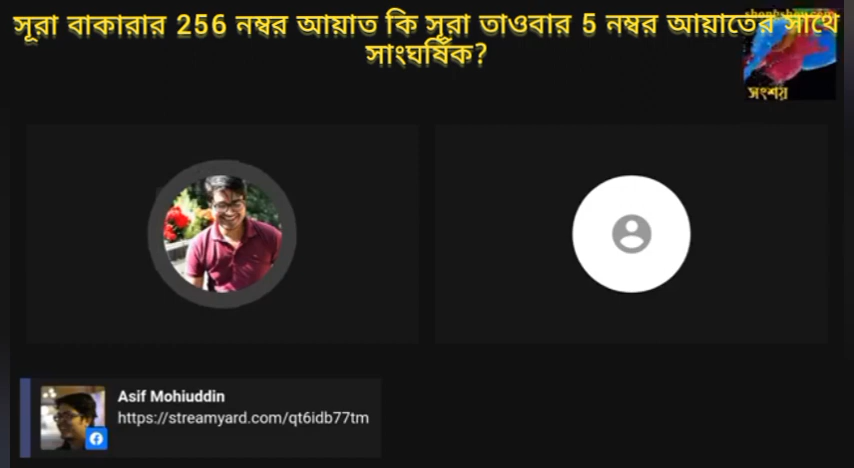 সূরা বাকারার 256 নম্বর আয়াত কি সূরা তাওবার 5 নম্বর আয়াতের সাথে
সাংঘর্ষিক?
সংশয়
Asif Mohiuddin
https://streamyard.com/qt6idb77tm